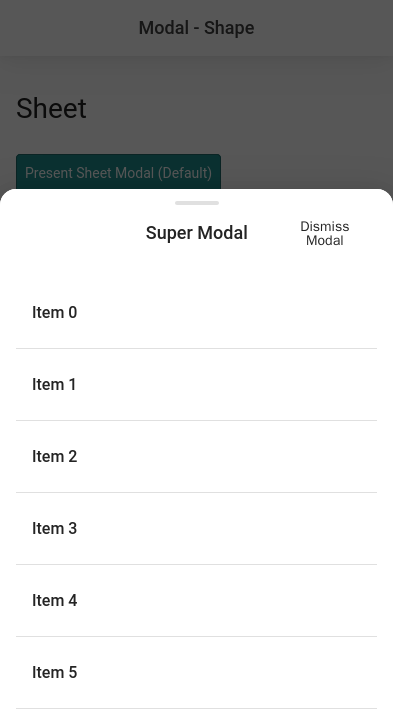 Modal - Shape
Sheet
Present Sheet Modal (Default)
Super Modal
Dismiss
Modal
Item 0
Item 1
Item 2
Item 3
Item 4
Item 5